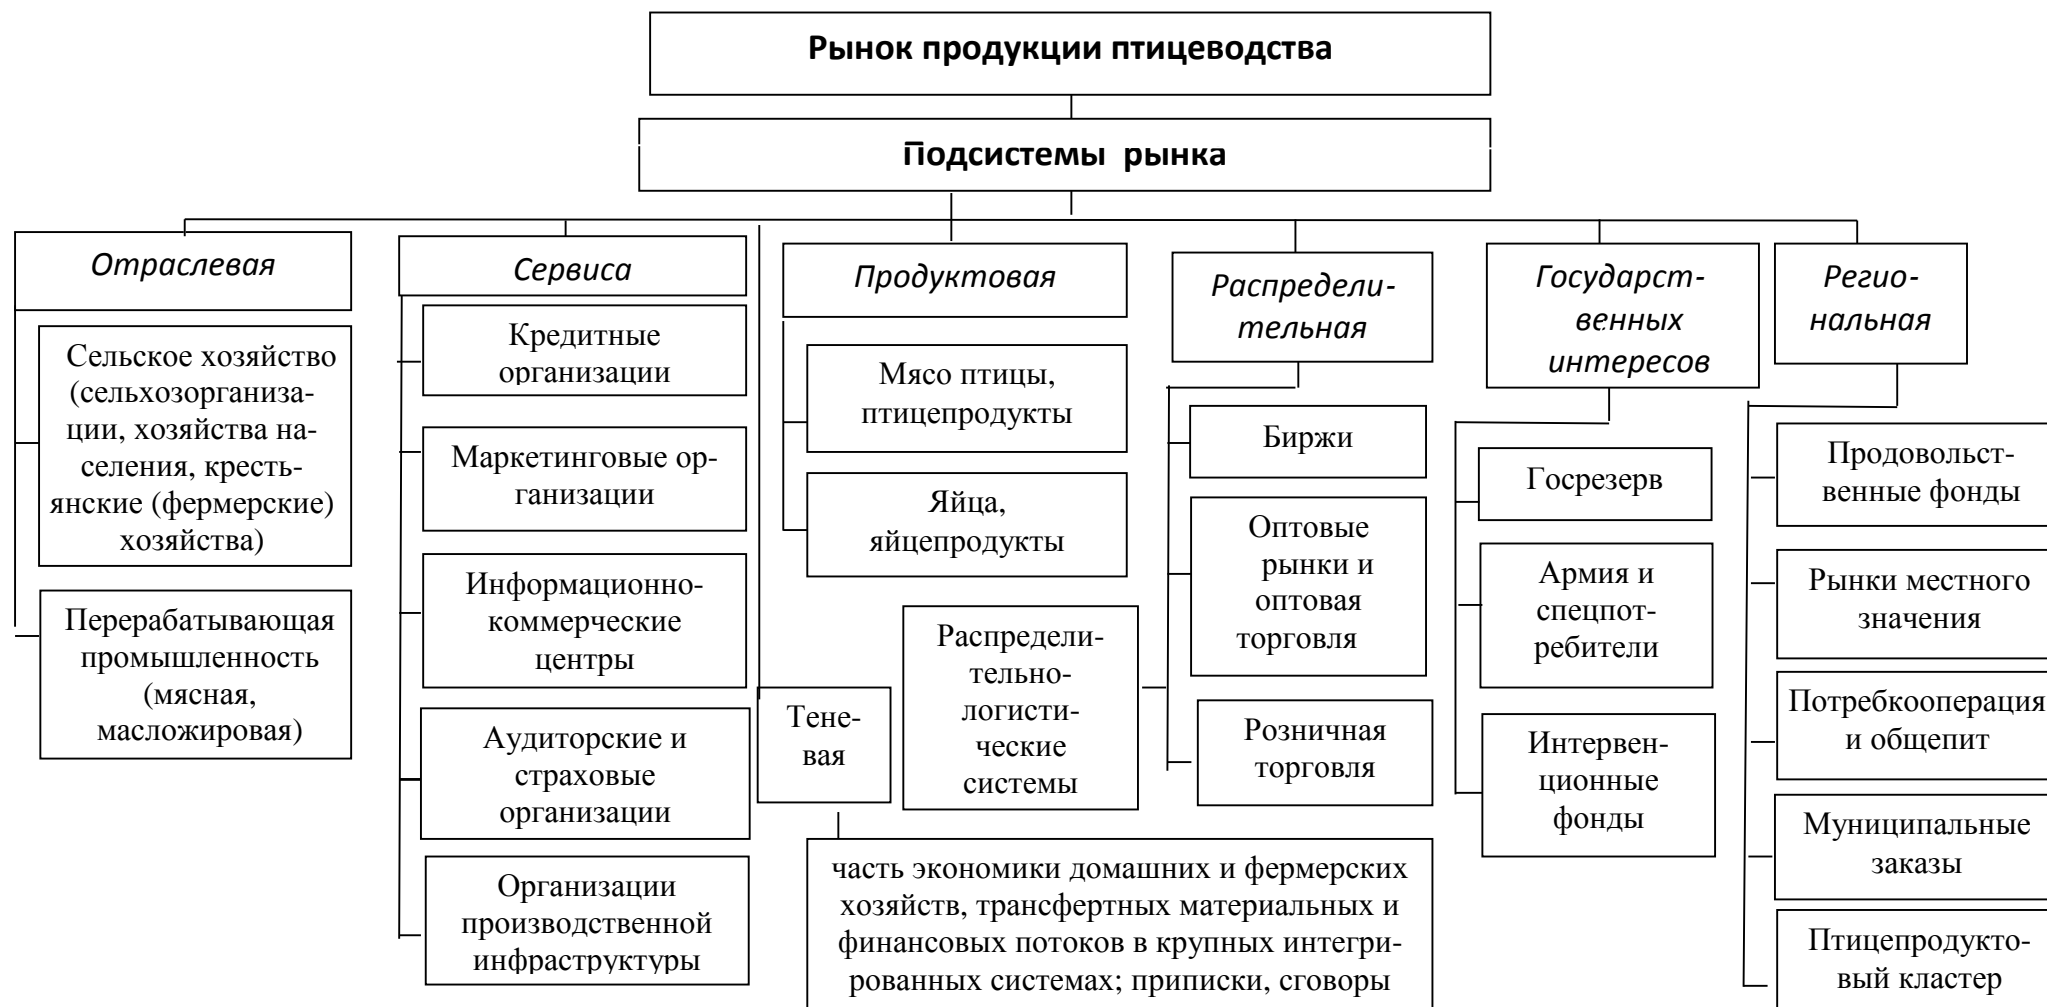 Рынок продукции птицеводства
Подсистемы рынка
Отраслевая
Сельское хозяйство
(сельхозорганиза-
ции, хозяйства на-
селения, кресть-
янские (фермерские)
хозяйства)
Перерабатывающая
промышленность
(мясная,
масложировая)
Сервиса
Кредитные
организации
Маркетинговые ор-
ганизации
Информационно-
коммерческие
центры
Аудиторские и
страховые
организации
Организации
производственной
инфраструктуры
Тене-
вая
часть экономики домашних и фермерских
хозяйств, трансфертных материальных и
финансовых потоков в крупных интегри-
рованных системах; приписки, сговоры
Продуктовая
Мясо птицы,
птицепродукты
Яйца,
яйцепродукты
Распредели-
тельная
Биржи
Оптовые
рынки и
оптовая
торговля
Распредели-
тельно-
логисти-
ческие
системы
Розничная
торговля
Государст-
венных
интересов
Госрезерв
Армия и
спецпот-
ребители
Интервен-
ционные
фонды
Регио-
нальная
Продовольст-
венные фонды
Рынки местного
значения
Потребкооперация
и общепит
Муниципальные
заказы
Птицепродукто-
вый кластер